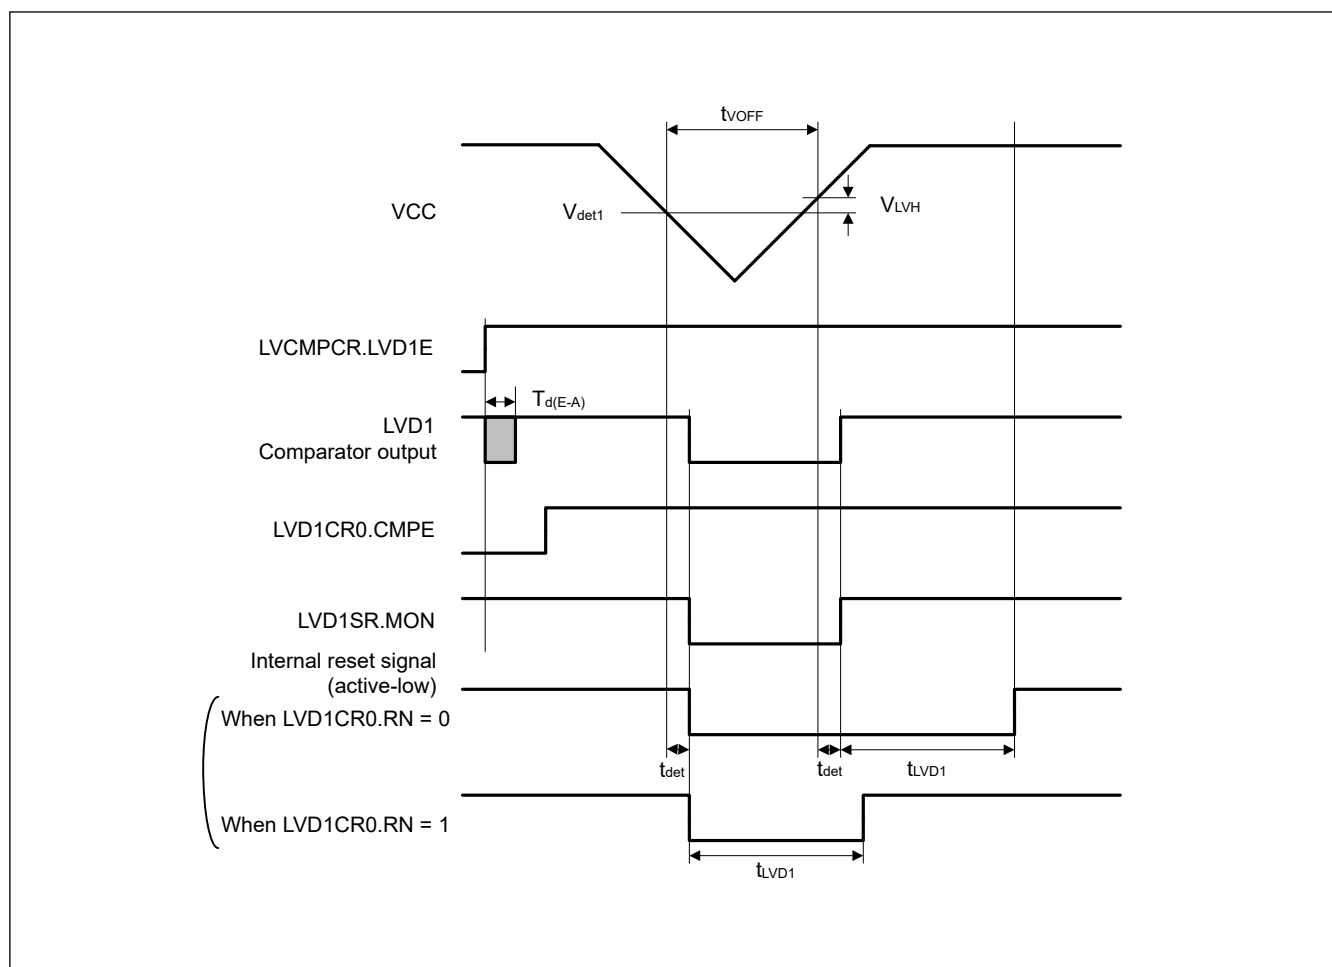 tVOFF
VCC
Vdet1
VLVH
LVCMPCR.LVD1E
Td(E-A)
LVD1
Comparator output
LVD1CR0.CMPE
LVD1SR.MON
Internal reset signal
(active-low)
When LVD1CR0.RN = 0
tdet
tdet
tLVD1
When LVD1CR0.RN = 1
tLVD1